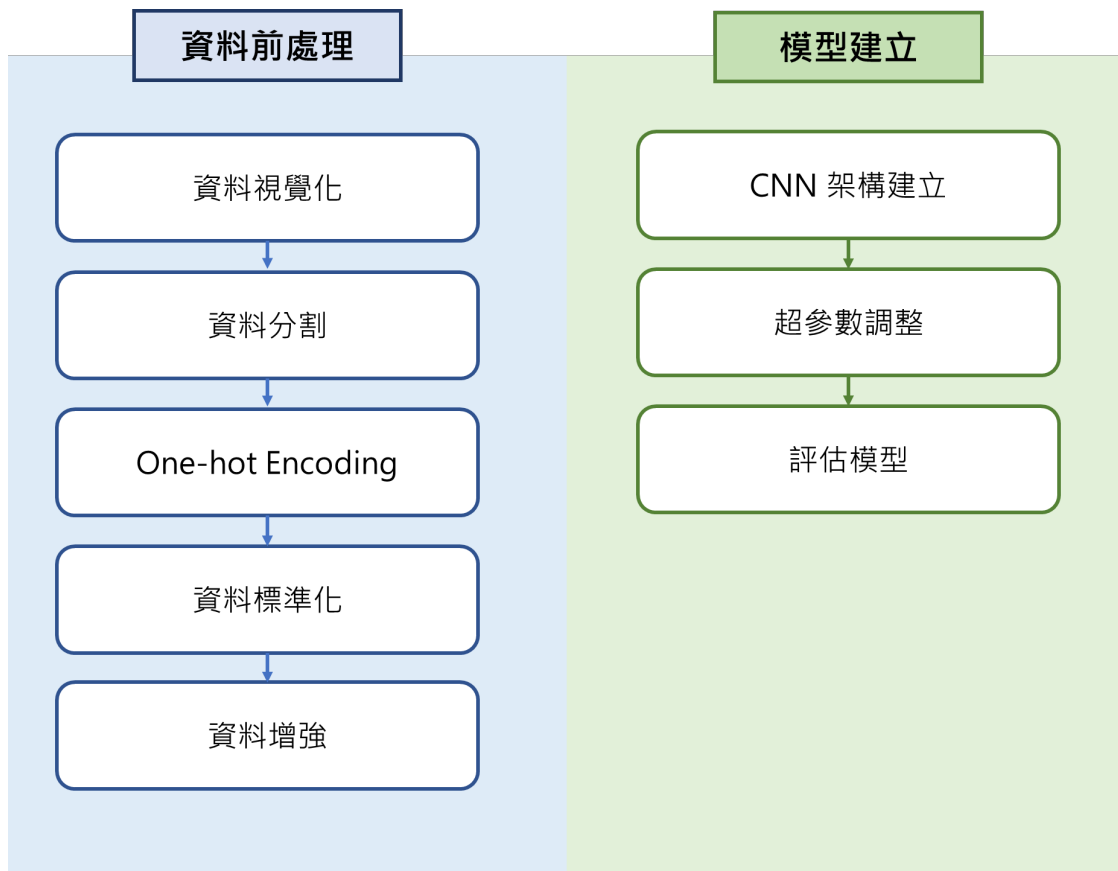 資料前處理
資料視覺化
資料分割
One-hot Encoding
資料標準化
資料增強
模型建立
CNN 架構建立
超參數調整
評估模型